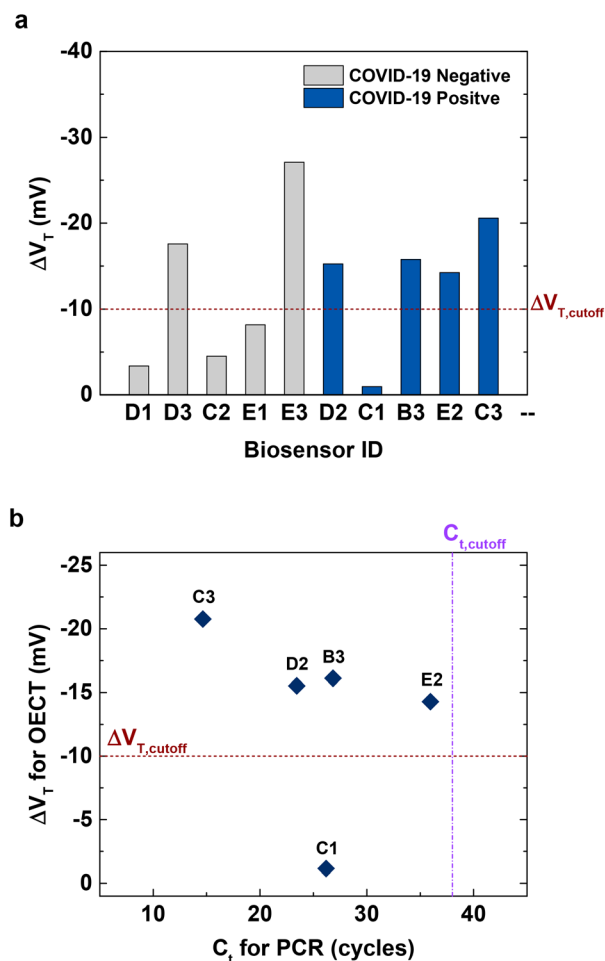 a
-50
-40
-30
-20
-10
0
ΔV_T (mV)
COVID-19 Negative
COVID-19 Positve
ΔV_T,cutoff
D1 D3 C2 E1 E3 D2 C1 B3 E2 C3 --
Biosensor ID
b
C_t,cutoff
-25
-20
-15
-10
-5
0
ΔV_T for OECT (mV)
C3
D2
B3
E2
ΔV_T,cutoff
C1
10 20 30 40
C_t for PCR (cycles)